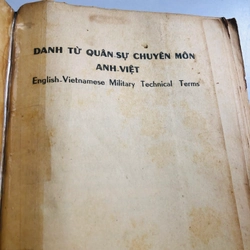 DANH TỪ QUÂN SỰ CHUYÊN MÔN
ANH-VIỆT
English-Vietnamese Military Technical Terms